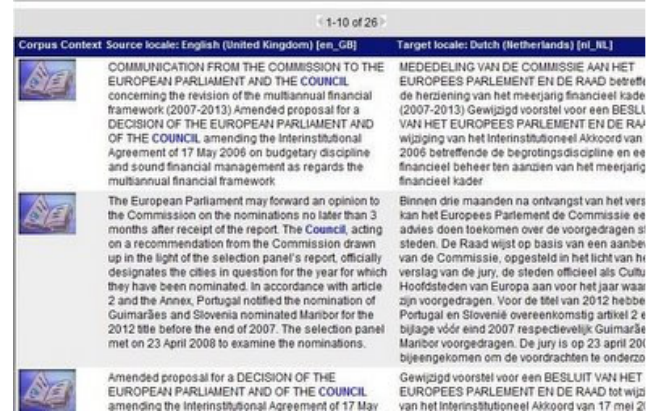 1-10 of 26
Corpus Context Source locale: English (United Kingdom) [en_GB] Target locale: Dutch (Netherlands) [nl_NL]
COMMUNICATION FROM THE COMMISSION TO THE
EUROPEAN PARLIAMENT AND THE COUNCIL
concerning the revision of the multiannual financial
framework (2007-2013) Amended proposal for a
DECISION OF THE EUROPEAN PARLIAMENT AND
OF THE COUNCIL amending the Interinstitutional
Agreement of 17 May 2006 on budgetary discipline
and sound financial management as regards the
multiannual financial framework
MEDEDELING VAN DE COMMISSIE AAN HET
EUROPEES PARLEMENT EN DE RAAD betreffe
de herziening van het meerjarig financieel kade
(2007-2013) Gewijzigd voorstel voor een BESLU
VAN HET EUROPEES PARLEMENT EN DE RAA
wijziging van het Interinstitutioneel Akkoord van
2006 betreffende de begrotingsdiscipline en ee
financieel beheer ten aanzien van het meerjarig
financieel kader
The European Parliament may forward an opinion to
the Commission on the nominations no later than 3
months after receipt of the report. The Council, acting
on a recommendation from the Commission drawn
up in the light of the selection panel's report, officially
designates the cities in question for the year for which
they have been nominated. In accordance with article
2 and the Annex, Portugal notified the nomination of
Guimarães and Slovenia nominated Maribor for the
2012 title before the end of 2007. The selection panel
met on 23 April 2008 to examine the nominations.
Binnen drie maanden na ontvangst van het vers
kan het Europees Parlement de Commissie ee
advies doen toekomen over de voorgedragen s
steden. De Raad wijst op basis van een aanbev
van de Commissie, opgesteld in het licht van he
verslag van de jury, de steden officieel als Cultu
Hoofdsteden van Europa aan voor het jaar waar
zijn voorgedragen. Voor de titel van 2012 hebbe
Portugal en Slovenië overeenkomstig artikel 2 e
bijlage vóór eind 2007 respectievelijk Guimarãe
Maribor voorgedragen. De jury is op 23 april 200
bijeengekomen om de voordrachten te onderzo
Amended proposal for a DECISION OF THE
EUROPEAN PARLIAMENT AND OF THE COUNCIL
amending the Interinstitutional Agreement of 17 May
Gewijzigd voorstel voor een BESLUIT VAN HET
EUROPEES PARLEMENT EN DE RAAD tot wijzi
van het Interinstitutioneel Akkoord van 17 mei 20